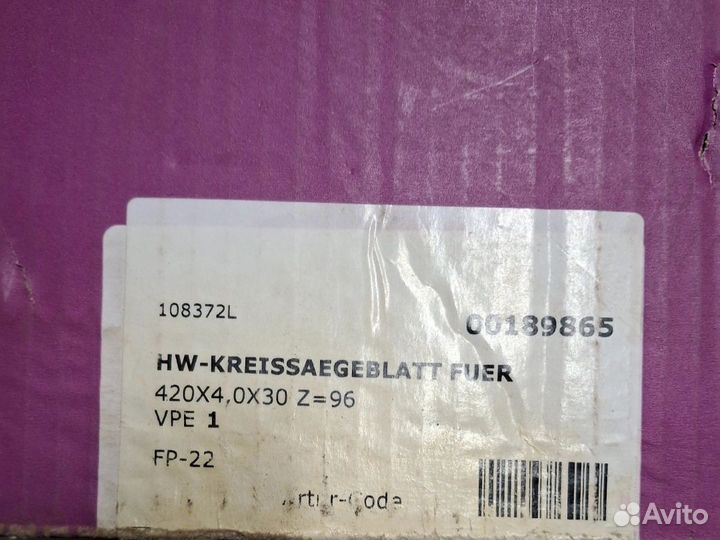 108372L 00189865
HW-KREISSAEGEBLATT FUER
420X4,0X30 Z=96
VPE 1
FP-22
Avito